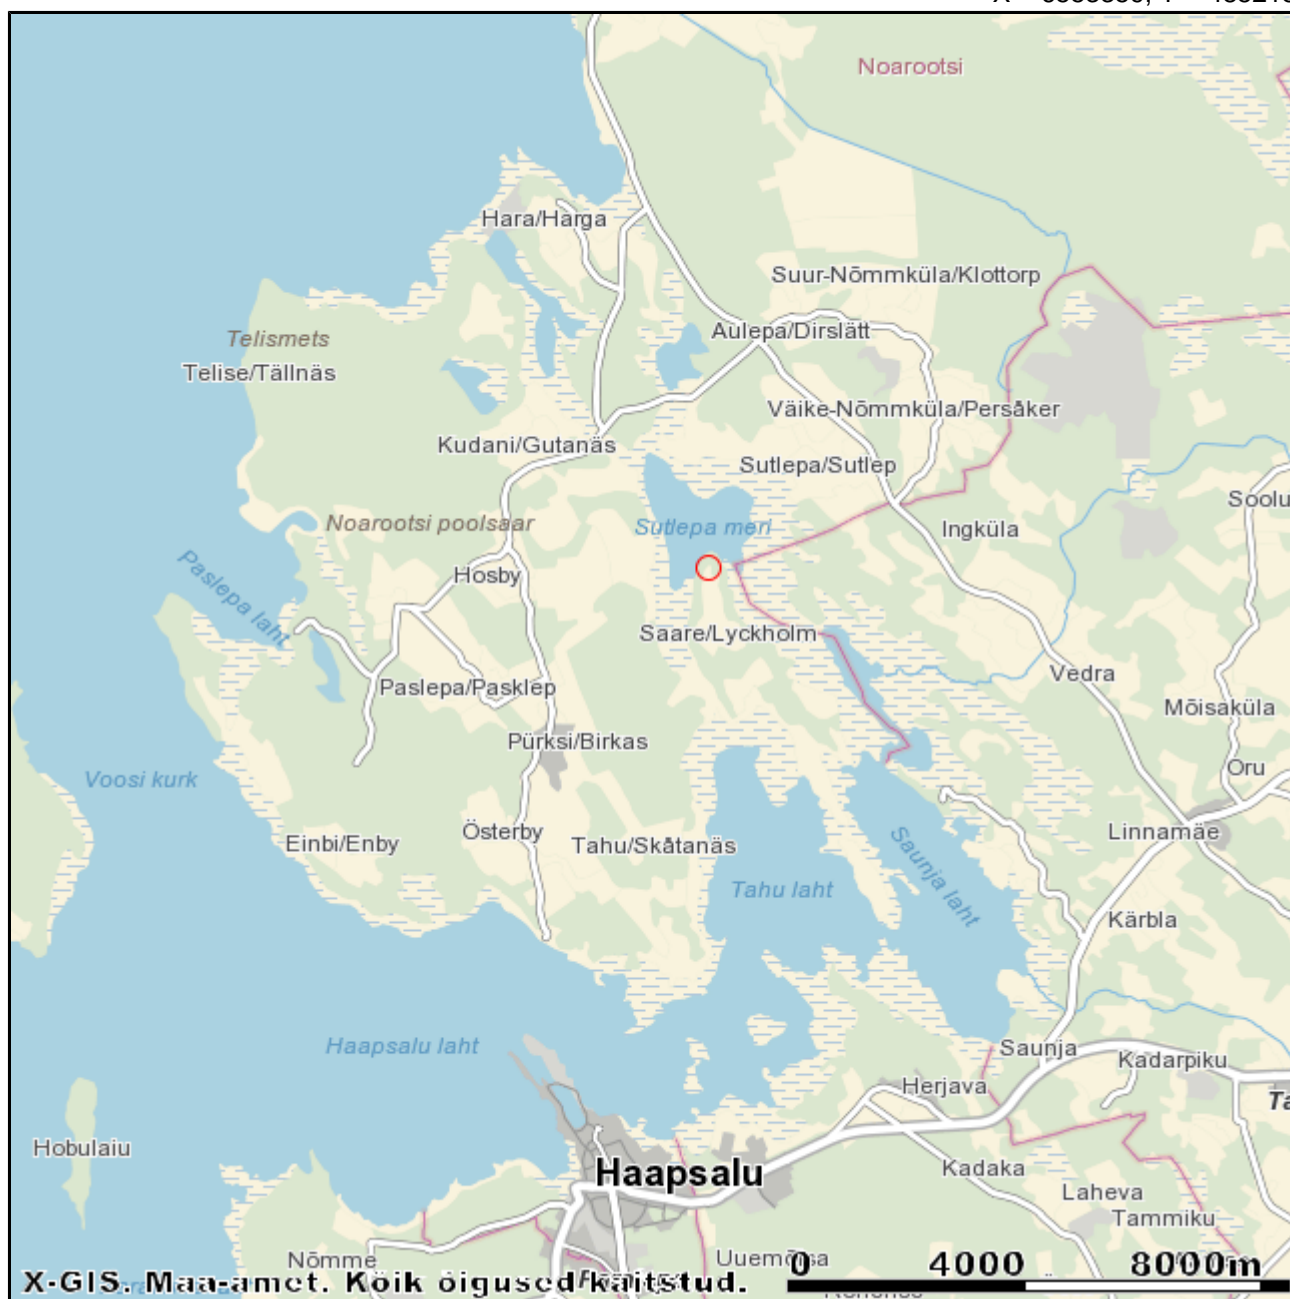 Noarootsi
Hara/Harga
Suur-Nõmmküla/Klottorp
Aulepa/Dirslätt
Telismets
Telise/Tällnäs
Väike-Nõmmküla/Persåker
Kudani/Gutanäs
Sutlepa/Sutlep
Noarootsi poolsaar
Sutlepa meri
Ingküla
Hosby
Paslepa laht
Saare/Lyckholm
Vedra
Paslepa/Pasklep
Mõisaküla
Pürksi/Birkas
Voosi kurk
Oru
Österby
Linnamäe
Einbi/Enby
Tahu/Skåtanäs
Saunja laht
Tahu laht
Kärbla
Haapsalu laht
Saunja
Kadarpiku
Herjava
Hobulaiu
Haapsalu
Kadaka
Laheva
Tammiku
Nõmme
Uuemõisa
0 4000 8000m
X-GIS. Maa-amet. Kõik õigused kaitstud.